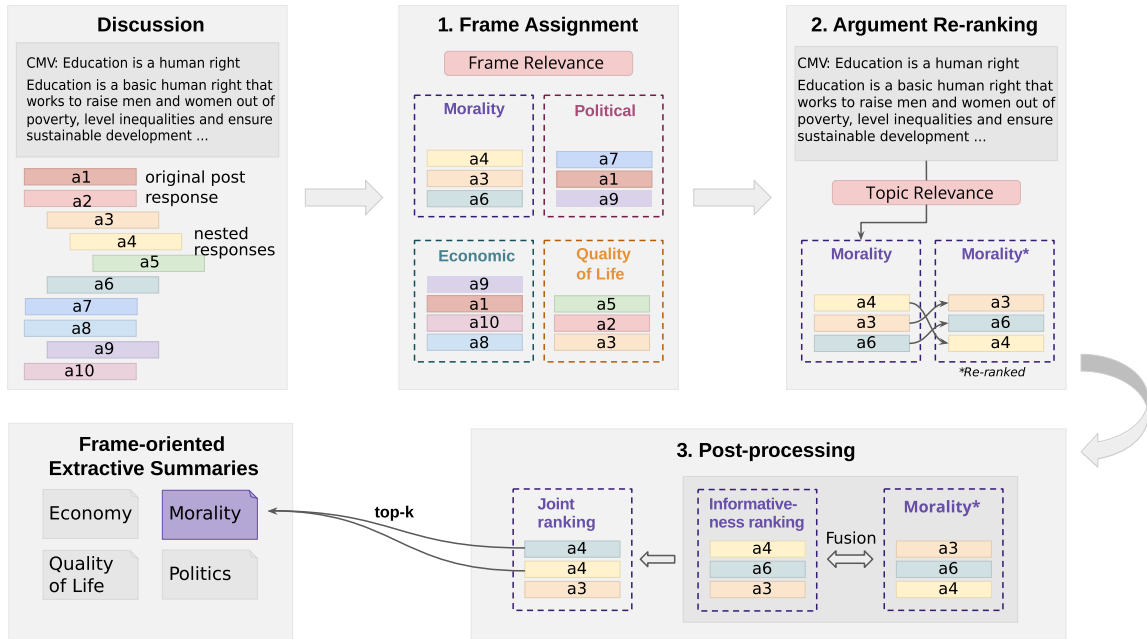 Discussion
CMV: Education is a human right
Education is a basic human right that
works to raise men and women out of
poverty, level inequalities and ensure
sustainable development ...
a1
original post
a2
response
a3
a4
nested
responses
a5
a6
a7
a8
a9
a10
1. Frame Assignment
Frame Relevance
Morality
a4
a3
a6
Political
a7
a1
a9
Economic
a9
a1
a10
a8
Quality
of Life
a5
a2
a3
2. Argument Re-ranking
CMV: Education is a human right
Education is a basic human right that
works to raise men and women out of
poverty, level inequalities and ensure
sustainable development ...
Topic Relevance
Morality
a4
a3
a6
Morality*
a3
a6
a4
*Re-ranked
3. Post-processing
Morality*
a3
a6
a4
Fusion
Informative-
ness ranking
a4
a6
a3
Joint
ranking
a4
a4
a3
top-k
Frame-oriented
Extractive Summaries
Economy
Morality
Quality
of Life
Politics